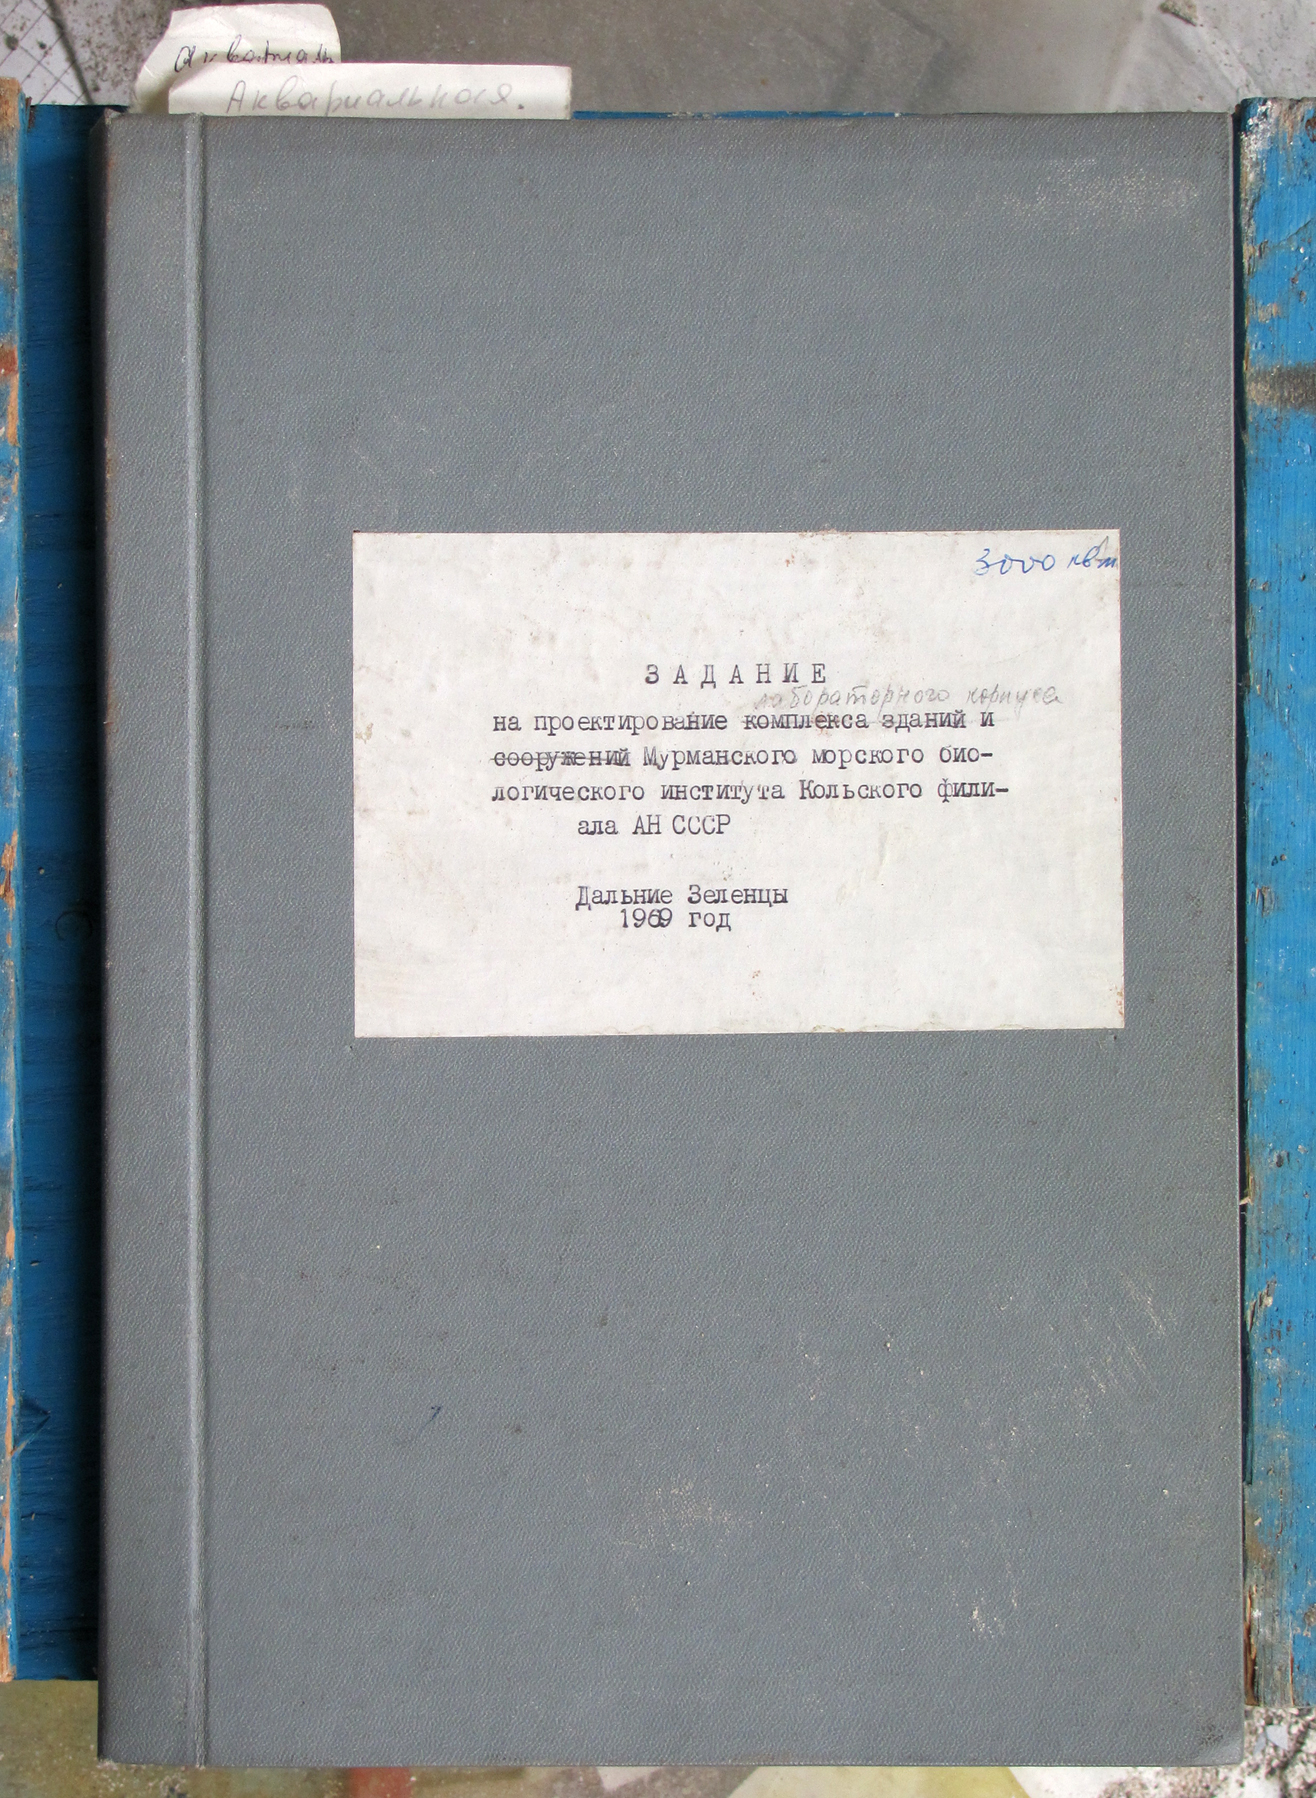 Аквариаль
Аквариальная.
3000 квт
ЗАДАНИЕ
лабораторного корпуса
на проектирование комплекса зданий и
сооружений Мурманского морского био-
логического института Кольского фили-
ала АН СССР
Дальние Зеленцы
1969 год